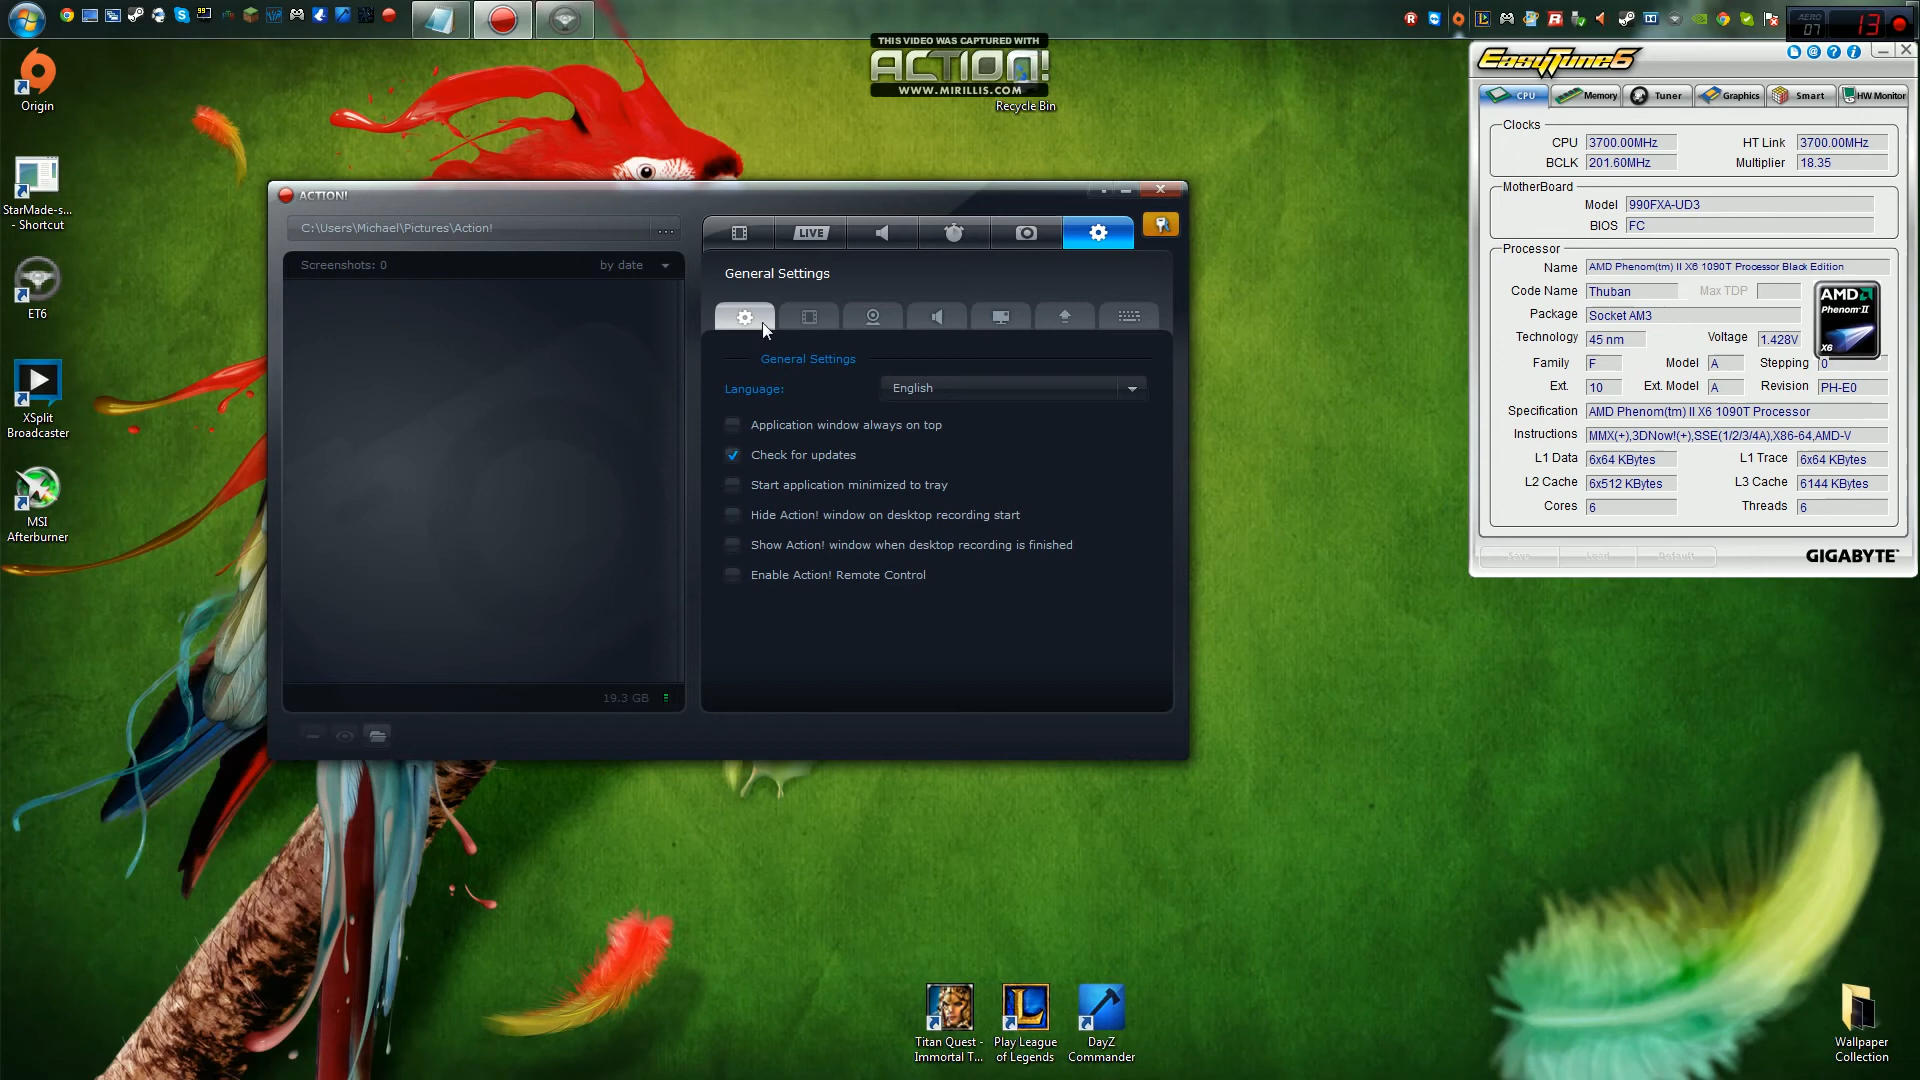 THIS VIDEO WAS CAPTURED WITH
ACTION!
WWW.MIRILLIS.COM
Recycle Bin
Origin
StarMade-s...
- Shortcut
ET6
XSplit
Broadcaster
MSI
Afterburner
ACTION!
C:\Users\Michael\Pictures\Action!
...
Screenshots: 0
by date
19.3 GB
LIVE
General Settings
General Settings
Language:
English
Application window always on top
Check for updates
Start application minimized to tray
Hide Action! window on desktop recording start
Show Action! window when desktop recording is finished
Enable Action! Remote Control
AERO
07
13
EasyTune6
CPU
Memory
Tuner
Graphics
Smart
HW Monitor
Clocks
CPU 3700.00MHz HT Link 3700.00MHz
BCLK 201.60MHz Multiplier 18.35
MotherBoard
Model 990FXA-UD3
BIOS FC
Processor
Name AMD Phenom(tm) II X6 1090T Processor Black Edition
Code Name Thuban Max TDP
Package Socket AM3
Technology 45 nm Voltage 1.428V
AMD
Phenom II
X6
Family F Model A Stepping 0
Ext. 10 Ext. Model A Revision PH-E0
Specification AMD Phenom(tm) II X6 1090T Processor
Instructions MMX(+),3DNow!(+),SSE(1/2/3/4A),X86-64,AMD-V
L1 Data 6x64 KBytes L1 Trace 6x64 KBytes
L2 Cache 6x512 KBytes L3 Cache 6144 KBytes
Cores 6 Threads 6
Save Load Default
GIGABYTE
Titan Quest -
Immortal T...
Play League
of Legends
DayZ
Commander
Wallpaper
Collection